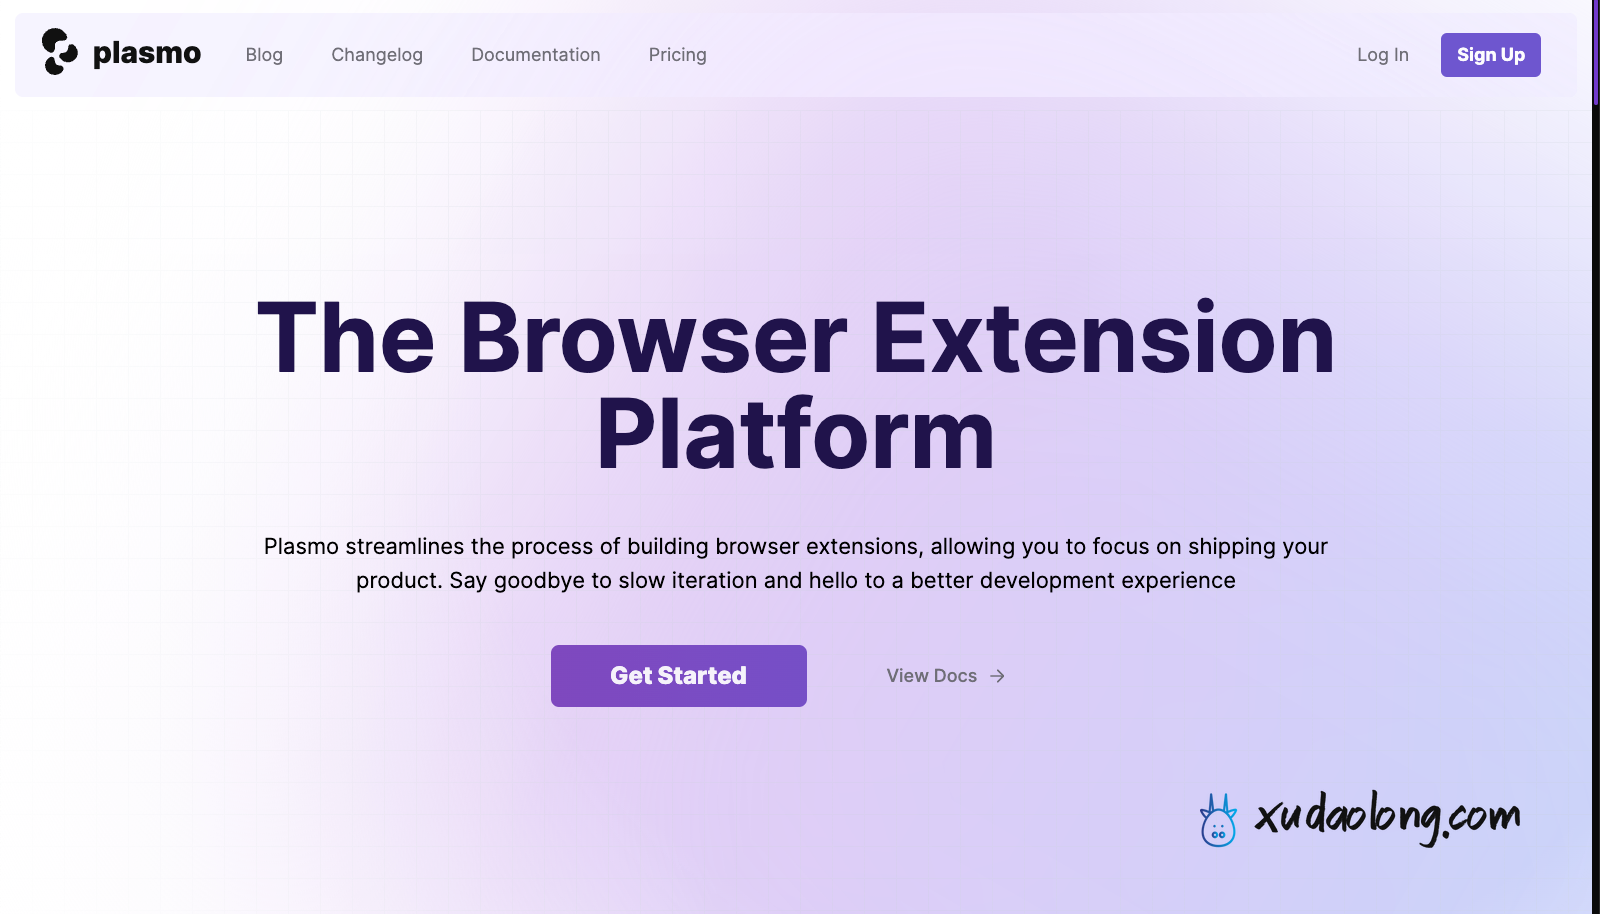 plasmo Blog Changelog Documentation Pricing Log In Sign Up
The Browser Extension
Platform
Plasmo streamlines the process of building browser extensions, allowing you to focus on shipping your
product. Say goodbye to slow iteration and hello to a better development experience
Get Started View Docs →
xudaolong.com